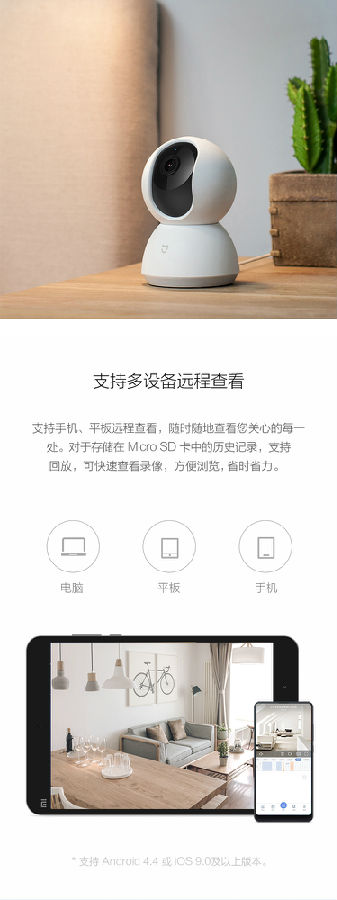 支持多设备远程查看
支持手机、平板远程查看，随时随地查看您关心的每一
处。对于存储在 Micro SD 卡中的历史记录，支持
回放，可快速查看录像，方便浏览，省时省力。
电脑 平板 手机
* 支持 Android 4.4 或 iOS 9.0及以上版本。